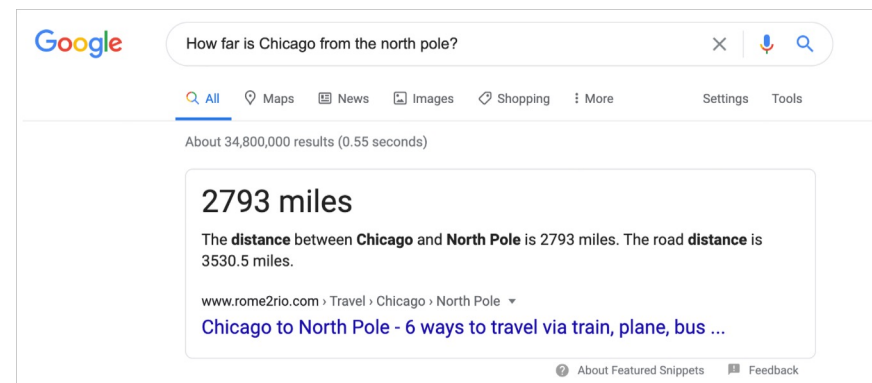 Google How far is Chicago from the north pole?
All Maps News Images Shopping More Settings Tools
About 34,800,000 results (0.55 seconds)
2793 miles
The distance between Chicago and North Pole is 2793 miles. The road distance is
3530.5 miles.
www.rome2rio.com › Travel › Chicago › North Pole
Chicago to North Pole - 6 ways to travel via train, plane, bus ...
About Featured Snippets Feedback